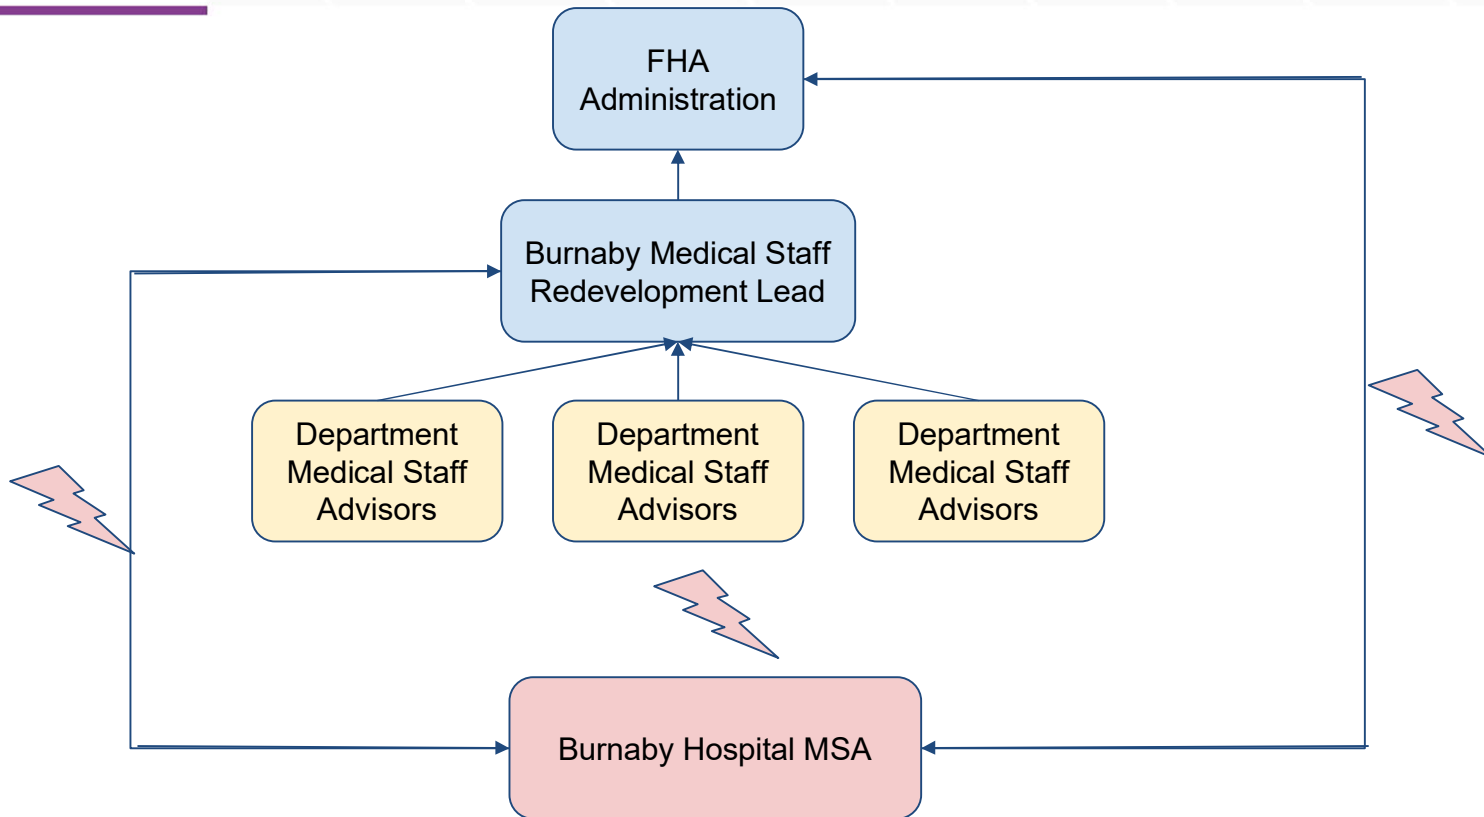 FHA
Administration
Burnaby Medical Staff
Redevelopment Lead
Department
Medical Staff
Advisors
Department
Medical Staff
Advisors
Department
Medical Staff
Advisors
Burnaby Hospital MSA